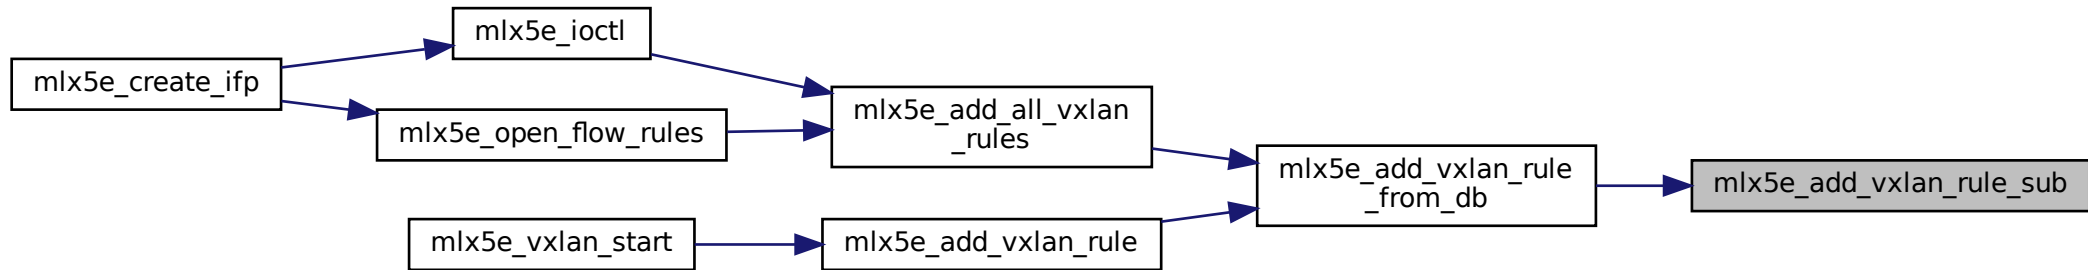 mlx5e_ioctl
mlx5e_create_ifp
mlx5e_open_flow_rules
mlx5e_add_all_vxlan
_rules
mlx5e_add_vxlan_rule
_from_db
mlx5e_add_vxlan_rule_sub
mlx5e_vxlan_start
mlx5e_add_vxlan_rule